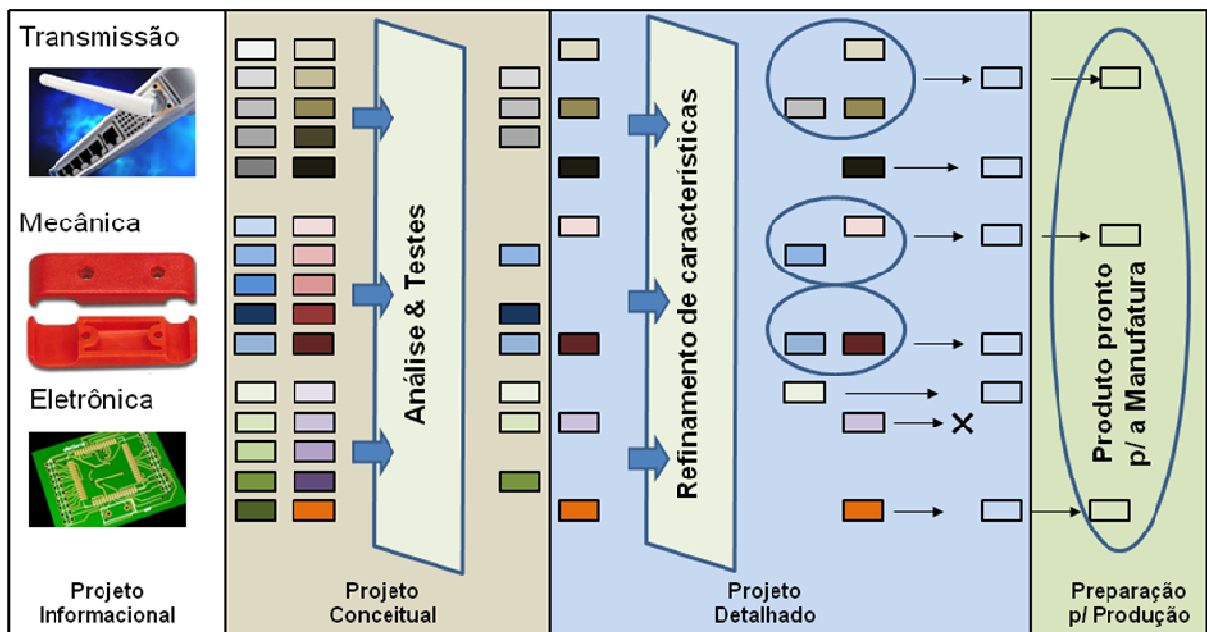 Transmissão
Mecânica
Eletrônica
Projeto
Informacional
Análise & Testes
Projeto
Conceitual
Refinamento de características
Projeto
Detalhado
Produto pronto
p/ a Manufatura
Preparação
p/ Produção